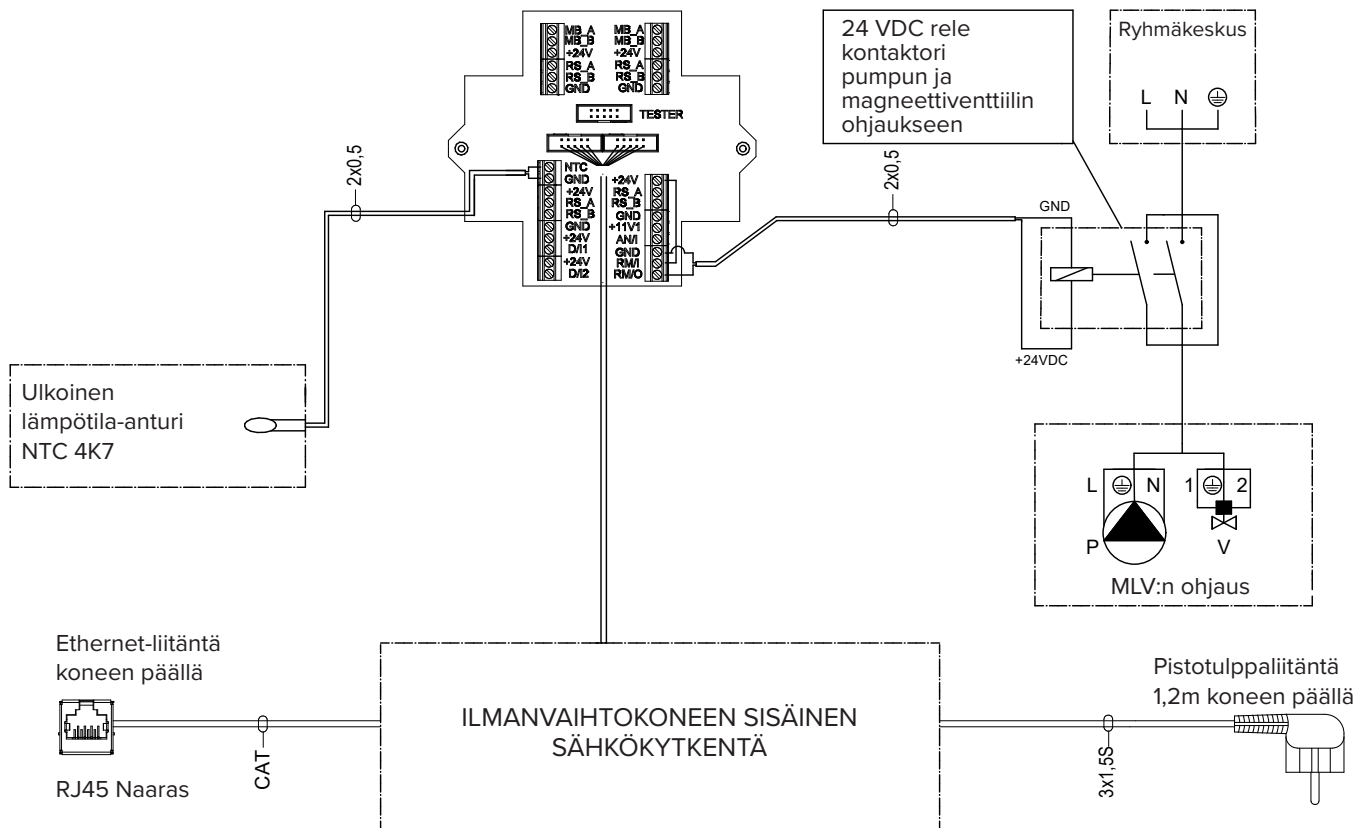 MB_A
MB_B
+24V
RS_A
RS_B
GND
MB_A
MB_B
+24V
RS_A
RS_B
GND
TESTER
NTC
GND
+24V
RS_A
RS_B
GND
+24V
D/I1
+24V
D/I2
+24V
RS_A
RS_B
GND
+11V1
AN/I
GND
RM/I
RM/O
2x0,5
2x0,5
24 VDC rele
kontaktori
pumpun ja
magneettiventtiilin
ohjaukseen
Ryhmäkeskus
L N
GND
+24VDC
Ulkoinen
lämpötila-anturi
NTC 4K7
L N 1 2
P V
MLV:n ohjaus
Ethernet-liitäntä
koneen päällä
RJ45 Naaras
CAT
ILMANVAIHTOKONEEN SISÄINEN
SÄHKÖKYTKENTÄ
3x1,5S
Pistotulppaliitäntä
1,2m koneen päällä